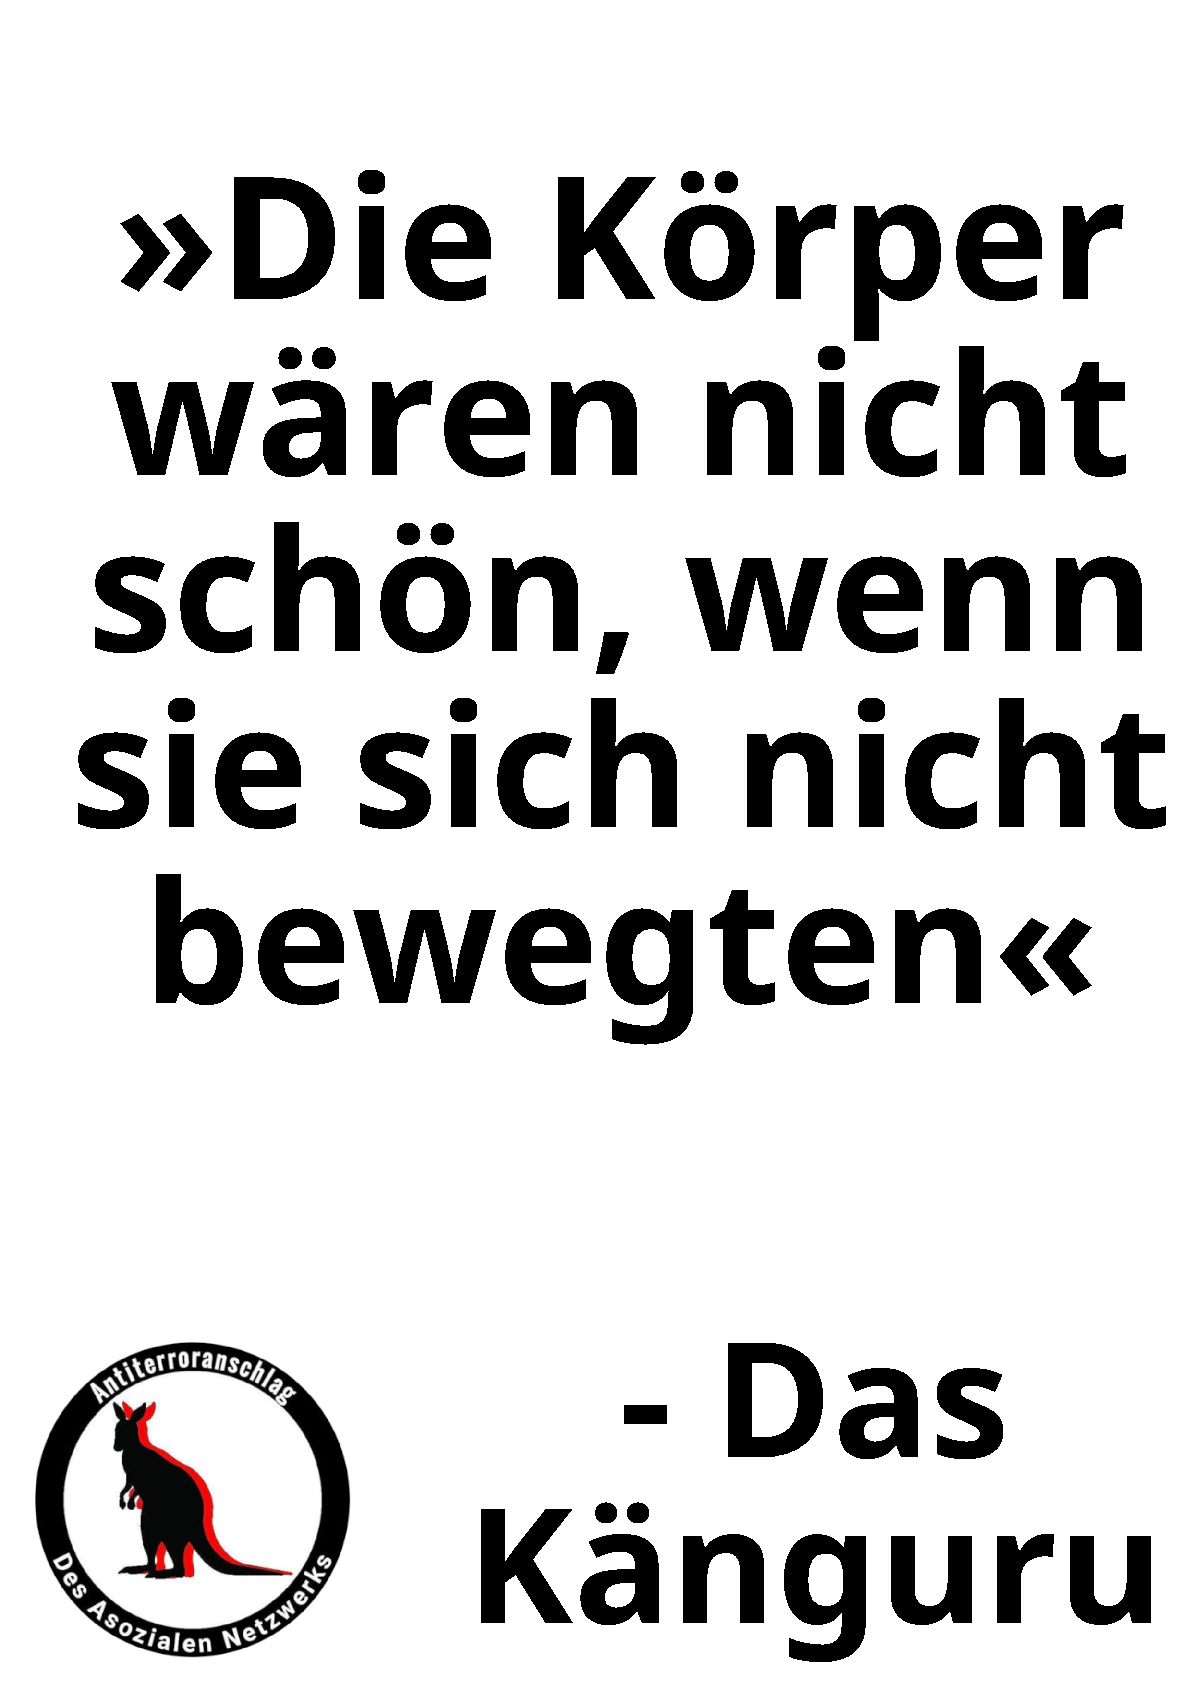 »Die Körper
wären nicht
schön, wenn
sie sich nicht
bewegten«
Antiterroranschlag
Des Asozialen Netzwerks
- Das
Känguru